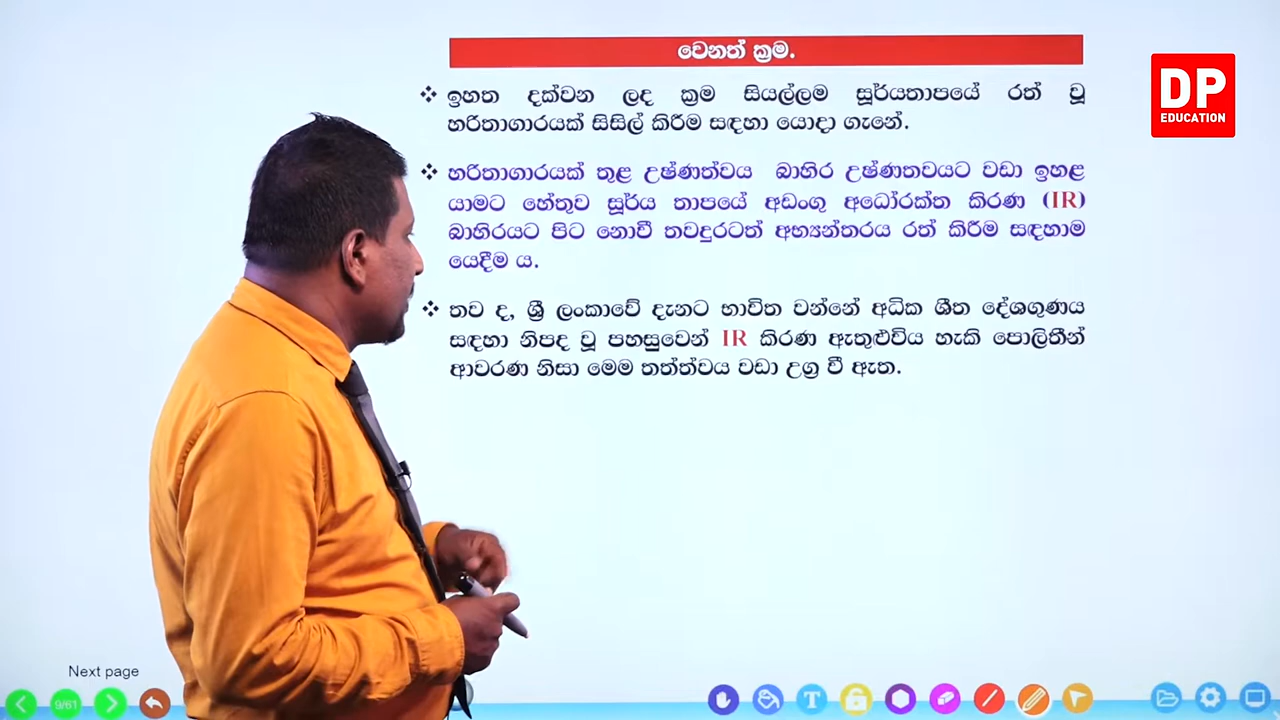 වෙනත් ක්‍රම.
DP
EDUCATION
❖ ඉහත දක්වන ලද ක්‍රම සියල්ලම සූර්යතාපයේ රත් වූ
හරිතාගාරයක් සිසිල් කිරීම සඳහා යොදා ගැනේ.
❖ හරිතාගාරයක් තුළ උෂ්ණත්වය බාහිර උෂ්ණතවයට වඩා ඉහළ
යාමට හේතුව සූර්ය තාපයේ අඩංගු අධෝරක්ත කිරණ (IR)
බාහිරයට පිට නොවී තවදුරටත් අභ්‍යන්තරය රත් කිරීම සඳහාම
යෙදීම ය.
❖ තව ද, ශ්‍රී ලංකාවේ දැනට භාවිත වන්නේ අධික ශීත දේශගුණය
සඳහා නිපද වූ පහසුවෙන් IR කිරණ ඇතුළුවිය හැකි පොලිතීන්
ආවරණ නිසා මෙම තත්ත්වය වඩා උග්‍ර වී ඇත.
Next page
9/61
T